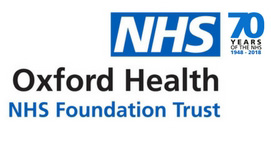 NHS
70
YEARS
OF THE NHS
1948 - 2018
Oxford Health
NHS Foundation Trust